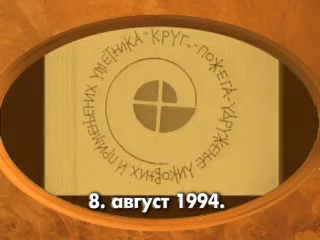 "КРУГ" - ПОЖЕГА - УДРУЖЕЊЕ ЛИКОВНИХ И ПРИМЕЊЕНИХ УМЕТНИКА
8. август 1994.